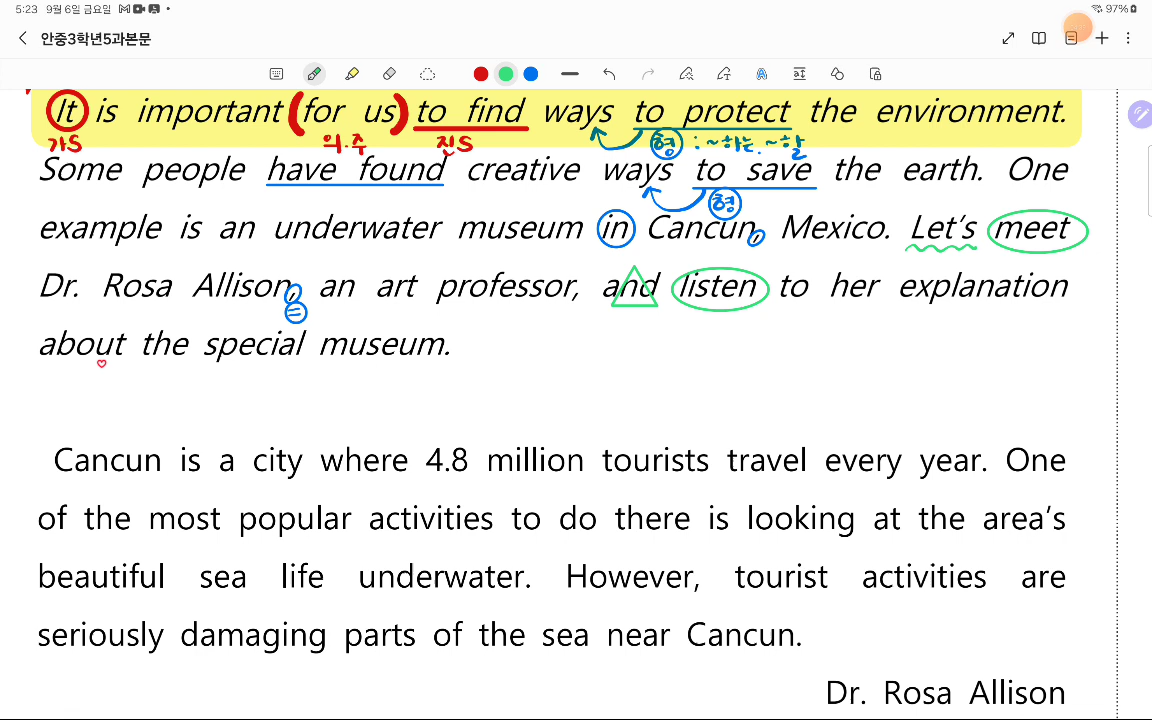 5:23 9월 6일 금요일 97%
안중3학년5과본문
It is important (for us) to find ways to protect the environment.
가S 의.주 진S 형 :~하는.~할
Some people have found creative ways to save the earth. One
형
example is an underwater museum in Cancun, Mexico. Let's meet
Dr. Rosa Allison, an art professor, and listen to her explanation
=
about the special museum.
Cancun is a city where 4.8 million tourists travel every year. One
of the most popular activities to do there is looking at the area's
beautiful sea life underwater. However, tourist activities are
seriously damaging parts of the sea near Cancun.
Dr. Rosa Allison